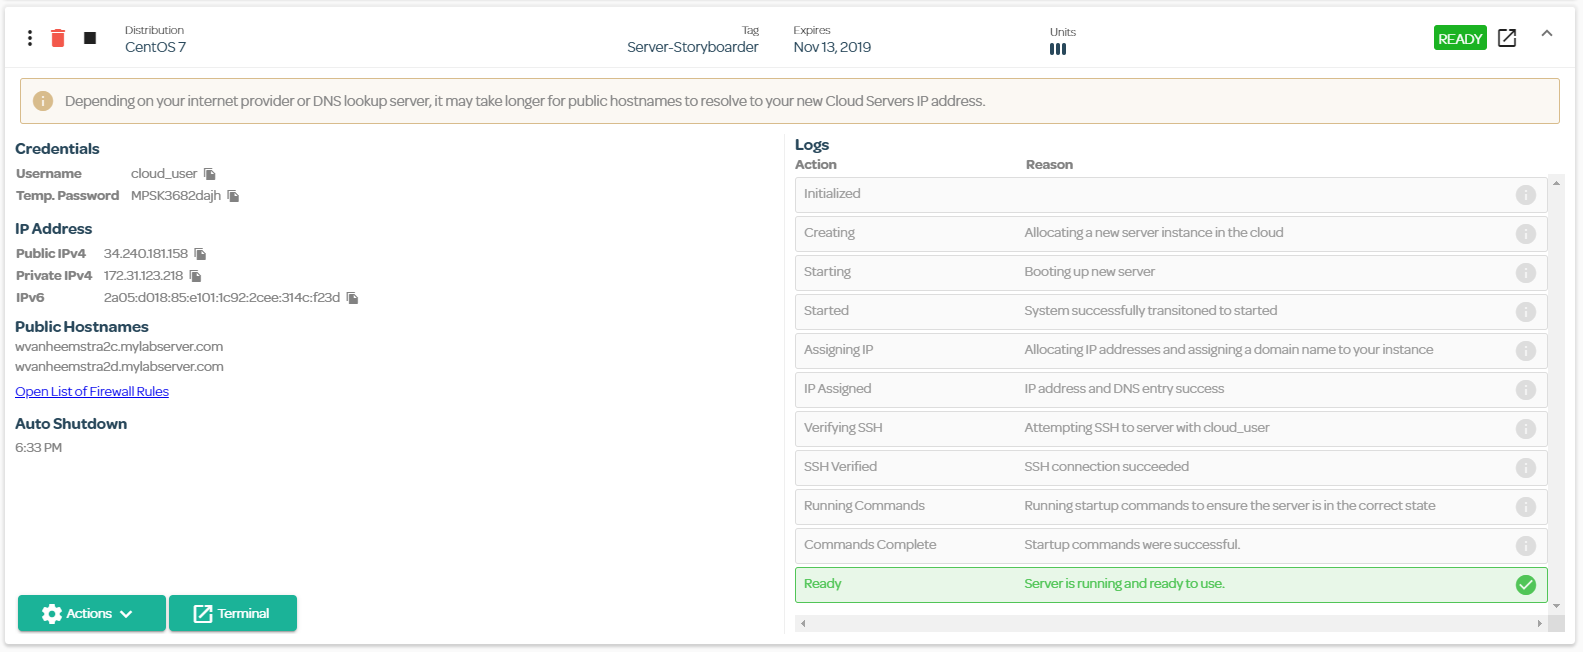 Distribution
CentOS 7
Tag
Server-Storyboarder
Expires
Nov 13, 2019
Units
READY
Depending on your internet provider or DNS lookup server, it may take longer for public hostnames to resolve to your new Cloud Servers IP address.
Credentials
Username cloud_user
Temp. Password MPSK3682dajh
IP Address
Public IPv4 34.240.181.158
Private IPv4 172.31.123.218
IPv6 2a05:d018:85:e101:1c92:2cee:314c:f23d
Public Hostnames
wvanheemstra2c.mylabserver.com
wvanheemstra2d.mylabserver.com
Open List of Firewall Rules
Auto Shutdown
6:33 PM
Actions
Terminal
Logs
Action Reason
Initialized
Creating Allocating a new server instance in the cloud
Starting Booting up new server
Started System successfully transitoned to started
Assigning IP Allocating IP addresses and assigning a domain name to your instance
IP Assigned IP address and DNS entry success
Verifying SSH Attempting SSH to server with cloud_user
SSH Verified SSH connection succeeded
Running Commands Running startup commands to ensure the server is in the correct state
Commands Complete Startup commands were successful.
Ready Server is running and ready to use.